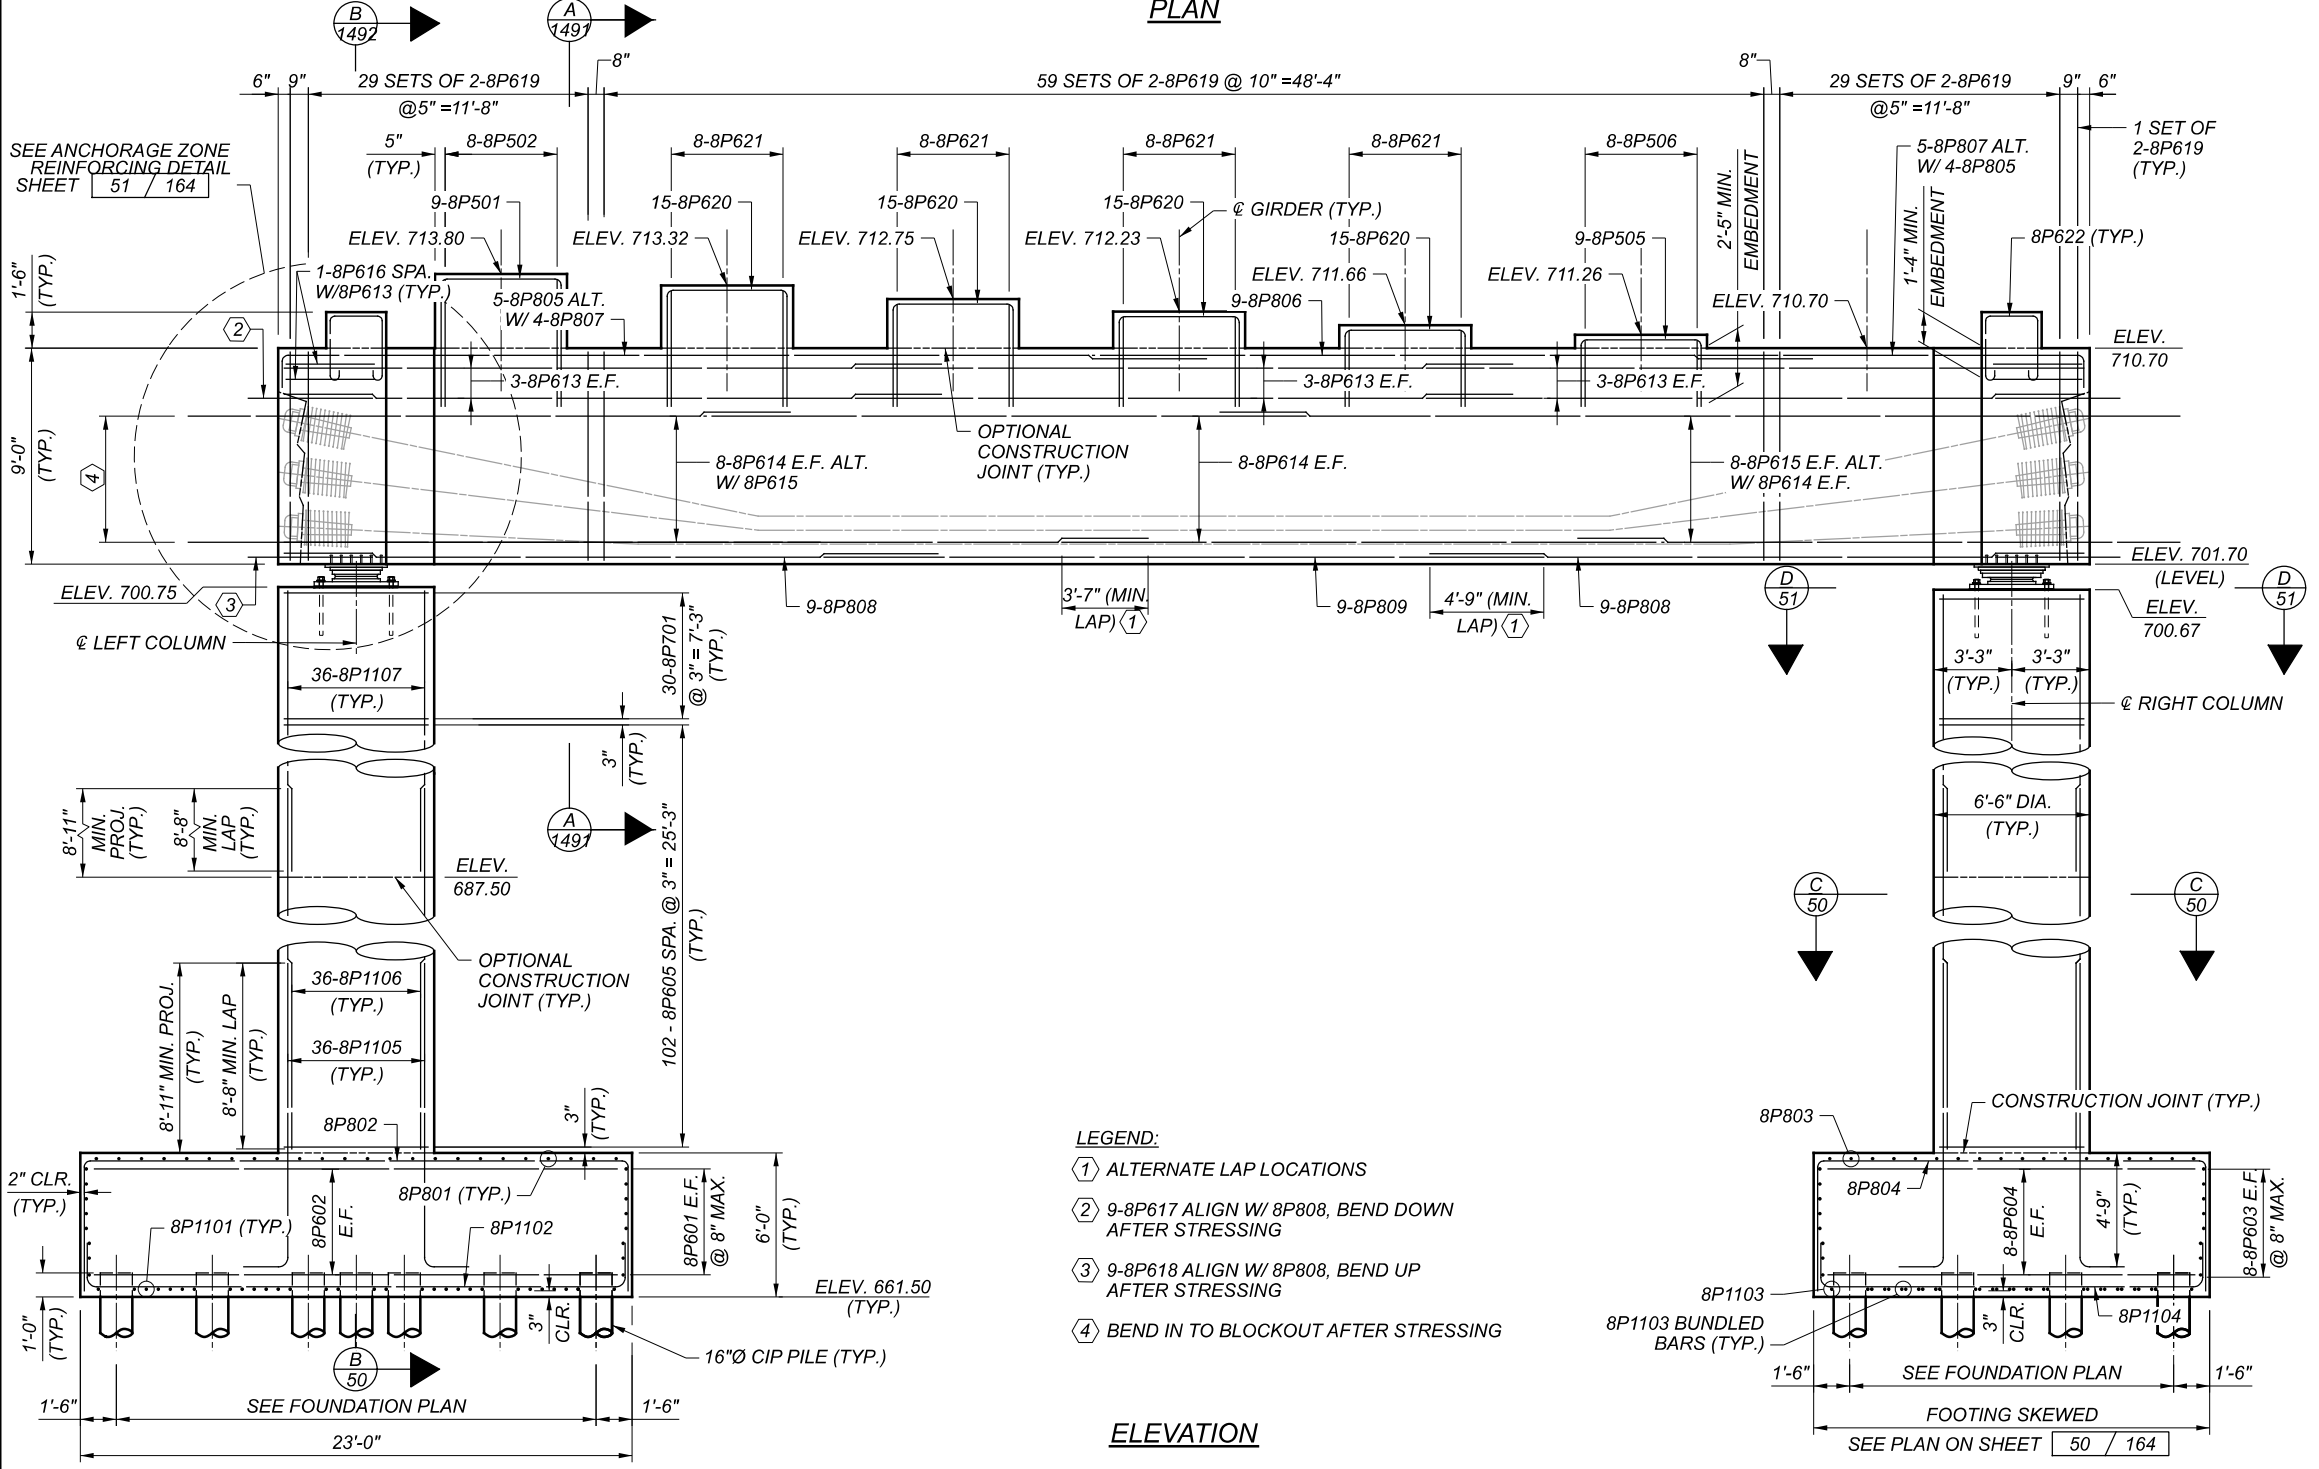 PLAN
B
1492
A
1491
6" 9" 29 SETS OF 2-8P619
@5" =11'-8"
8"
59 SETS OF 2-8P619 @ 10" =48'-4"
8"
29 SETS OF 2-8P619
@5" =11'-8"
9" 6"
SEE ANCHORAGE ZONE
REINFORCING DETAIL
SHEET 51 / 164
5"
(TYP.)
8-8P502
8-8P621
8-8P621
8-8P621
8-8P621
8-8P506
5-8P807 ALT.
W/ 4-8P805
1 SET OF
2-8P619
(TYP.)
9-8P501
15-8P620
15-8P620
15-8P620
℄ GIRDER (TYP.)
15-8P620
9-8P505
2'-5" MIN.
EMBEDMENT
1'-4" MIN.
EMBEDMENT
8P622 (TYP.)
ELEV. 713.80
ELEV. 713.32
ELEV. 712.75
ELEV. 712.23
ELEV. 711.66
ELEV. 711.26
ELEV. 710.70
1'-6"
(TYP.)
1-8P616 SPA.
W/8P613 (TYP.)
5-8P805 ALT.
W/ 4-8P807
9-8P806
2
ELEV.
710.70
3-8P613 E.F.
3-8P613 E.F.
3-8P613 E.F.
9'-0"
(TYP.)
4
OPTIONAL
CONSTRUCTION
JOINT (TYP.)
8-8P614 E.F. ALT.
W/ 8P615
8-8P614 E.F.
8-8P615 E.F. ALT.
W/ 8P614 E.F.
ELEV. 701.70
(LEVEL)
ELEV. 700.75
3
9-8P808
3'-7" (MIN.
LAP) 1
9-8P809
4'-9" (MIN.
LAP) 1
9-8P808
D
51
D
51
ELEV.
700.67
℄ LEFT COLUMN
36-8P1107
(TYP.)
30-8P701
@ 3" = 7'-3"
(TYP.)
3'-3"
(TYP.)
3'-3"
(TYP.)
℄ RIGHT COLUMN
3"
(TYP.)
8'-11"
MIN.
PROJ.
(TYP.)
8'-8"
MIN.
LAP
(TYP.)
A
1491
6'-6" DIA.
(TYP.)
ELEV.
687.50
102 - 8P605 SPA. @ 3" = 25'-3"
(TYP.)
C
50
C
50
OPTIONAL
CONSTRUCTION
JOINT (TYP.)
8'-11" MIN. PROJ.
(TYP.)
8'-8" MIN. LAP
(TYP.)
36-8P1106
(TYP.)
36-8P1105
(TYP.)
3"
(TYP.)
8P802
8P801 (TYP.)
2" CLR.
(TYP.)
8P1101 (TYP.)
8P602
E.F.
8P1102
8P601 E.F.
@ 8" MAX.
6'-0"
(TYP.)
1'-0"
(TYP.)
3"
CLR.
ELEV. 661.50
(TYP.)
16"Ø CIP PILE (TYP.)
B
50
1'-6"
SEE FOUNDATION PLAN
1'-6"
23'-0"
LEGEND:
1 ALTERNATE LAP LOCATIONS
2 9-8P617 ALIGN W/ 8P808, BEND DOWN
AFTER STRESSING
3 9-8P618 ALIGN W/ 8P808, BEND UP
AFTER STRESSING
4 BEND IN TO BLOCKOUT AFTER STRESSING
ELEVATION
8P803
CONSTRUCTION JOINT (TYP.)
8P804
8-8P604
E.F.
4'-9"
(TYP.)
8-8P603 E.F.
@ 8" MAX.
8P1103
8P1103 BUNDLED
BARS (TYP.)
3"
CLR.
8P1104
1'-6"
SEE FOUNDATION PLAN
1'-6"
FOOTING SKEWED
SEE PLAN ON SHEET 50 / 164